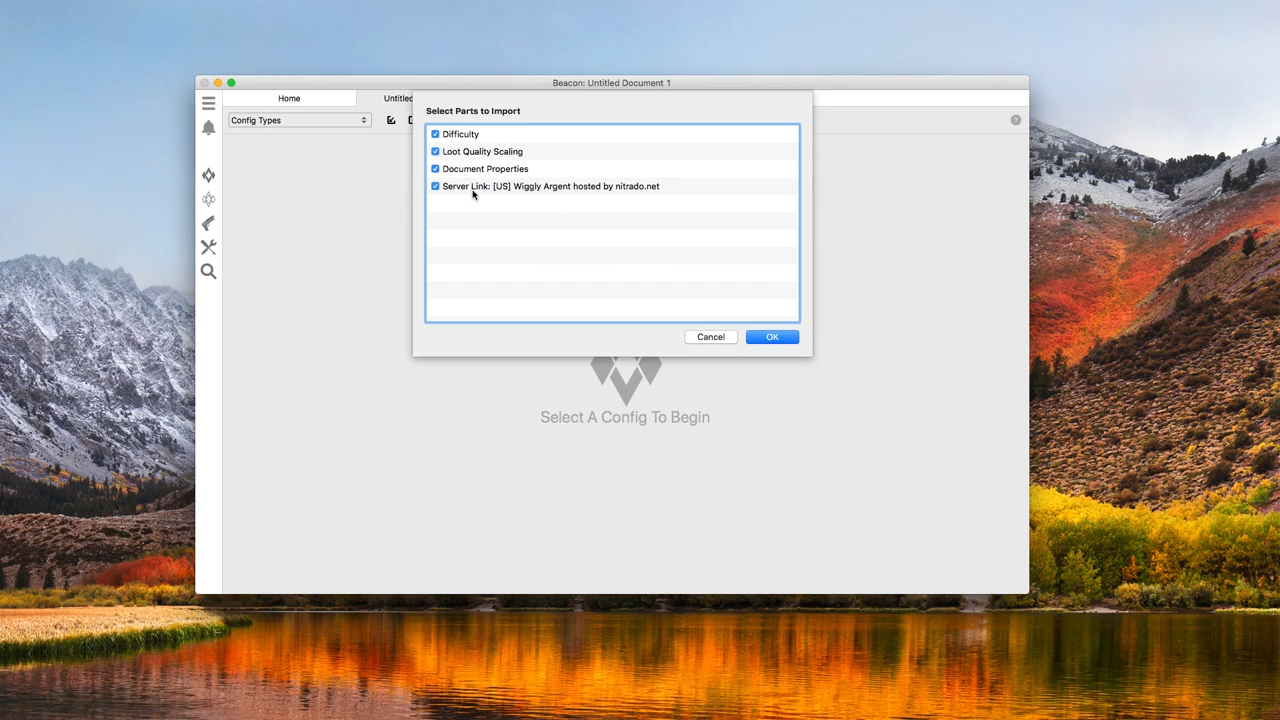 Beacon: Untitled Document 1
Home
Untitled
Select Parts to Import
Config Types
Difficulty
Loot Quality Scaling
Document Properties
Server Link: [US] Wiggly Argent hosted by nitrado.net
Cancel
OK
Select A Config To Begin